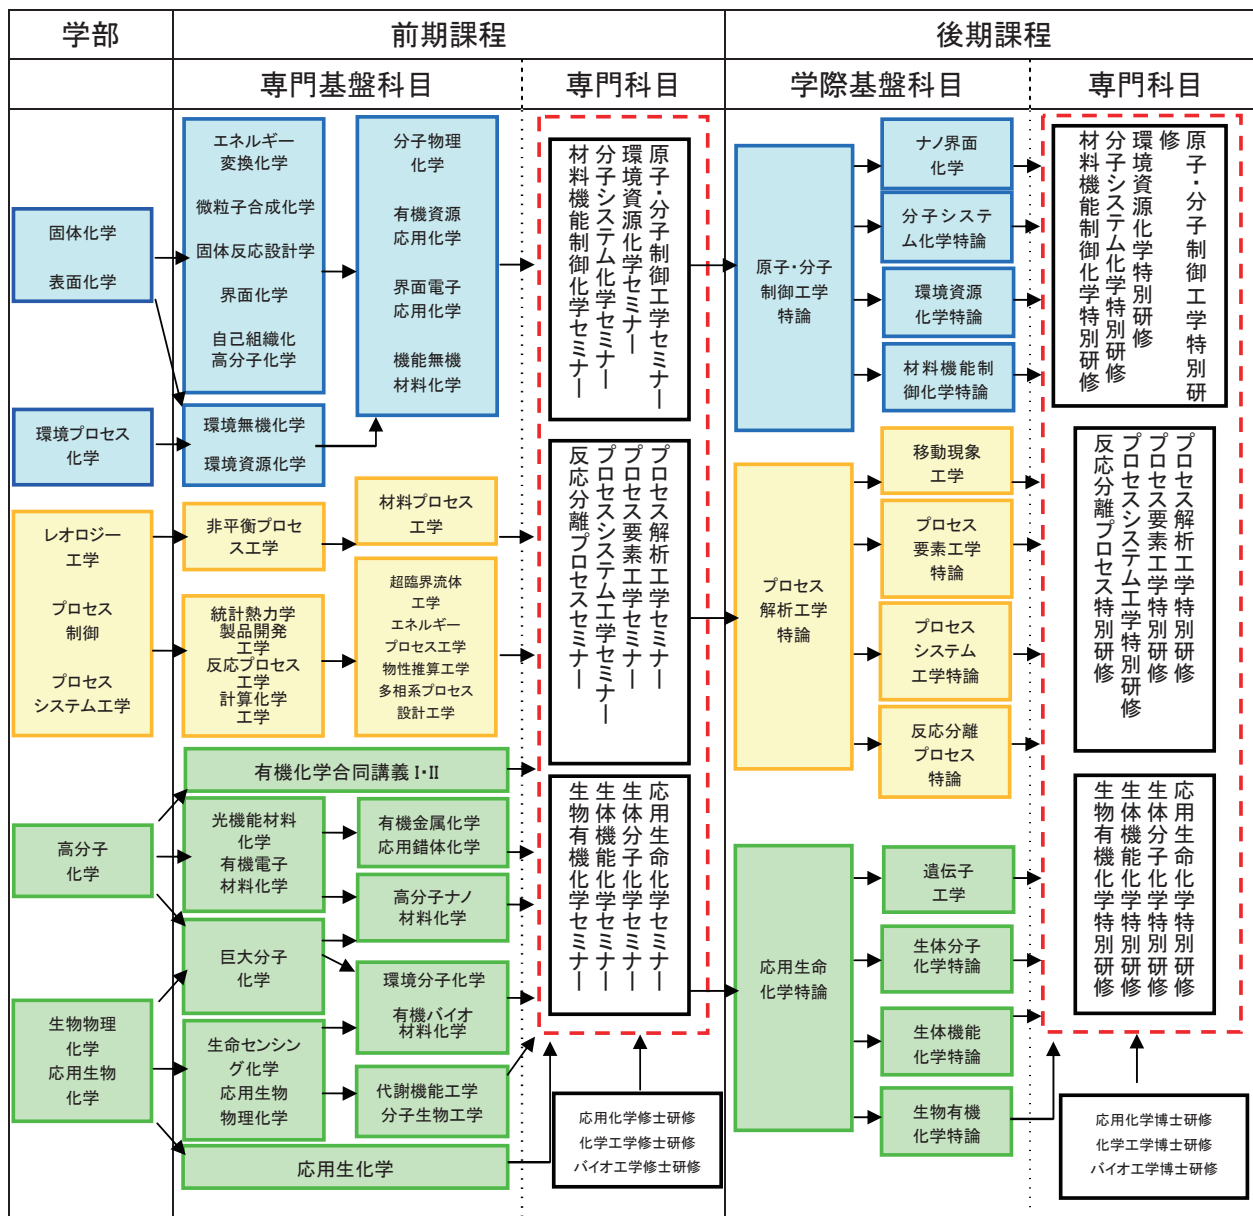 学部
前期課程
後期課程
専門基盤科目
専門科目
学際基盤科目
専門科目
固体化学
表面化学
環境プロセス
化学
レオロジー
工学
プロセス
制御
プロセス
システム工学
高分子
化学
生物物理
化学
応用生物
化学
エネルギー
変換化学
微粒子合成化学
固体反応設計学
界面化学
自己組織化
高分子化学
環境無機化学
環境資源化学
非平衡プロセ
ス工学
統計熱力学
製品開発
工学
反応プロセス
工学
計算化学
工学
有機化学合同講義 I・II
光機能材料
化学
有機電子
材料化学
巨大分子
化学
生命センシン
グ化学
応用生物
物理化学
応用生化学
分子物理
化学
有機資源
応用化学
界面電子
応用化学
機能無機
材料化学
材料プロセス
工学
超臨界流体
工学
エネルギー
プロセス工学
物性推算工学
多相系プロセス
設計工学
有機金属化学
応用錯体化学
高分子ナノ
材料化学
環境分子化学
有機バイオ
材料化学
代謝機能工学
分子生物工学
原子・分子制御工学セミナー
環境資源化学セミナー
分子システム化学セミナー
材料機能制御化学セミナー
プロセス解析工学セミナー
プロセス要素工学セミナー
プロセスシステム工学セミナー
反応分離プロセスセミナー
応用生命化学セミナー
生体分子化学セミナー
生体機能化学セミナー
生物有機化学セミナー
応用化学修士研修
化学工学修士研修
バイオ工学修士研修
原子・分子
制御工学
特論
プロセス
解析工学
特論
応用生命
化学特論
ナノ界面
化学
分子システ
ム化学特論
環境資源
化学特論
材料機能制
御化学特論
移動現象
工学
プロセス
要素工学
特論
プロセス
システム
工学特論
反応分離
プロセス
特論
遺伝子
工学
生体分子
化学特論
生体機能
化学特論
生物有機
化学特論
原子・分子制御工学特別研
修
環境資源化学特別研修
分子システム化学特別研修
材料機能制御化学特別研修
プロセス解析工学特別研修
プロセス要素工学特別研修
プロセスシステム工学特別研修
反応分離プロセス特別研修
応用生命化学特別研修
生体分子化学特別研修
生体機能化学特別研修
生物有機化学特別研修
応用化学博士研修
化学工学博士研修
バイオ工学博士研修